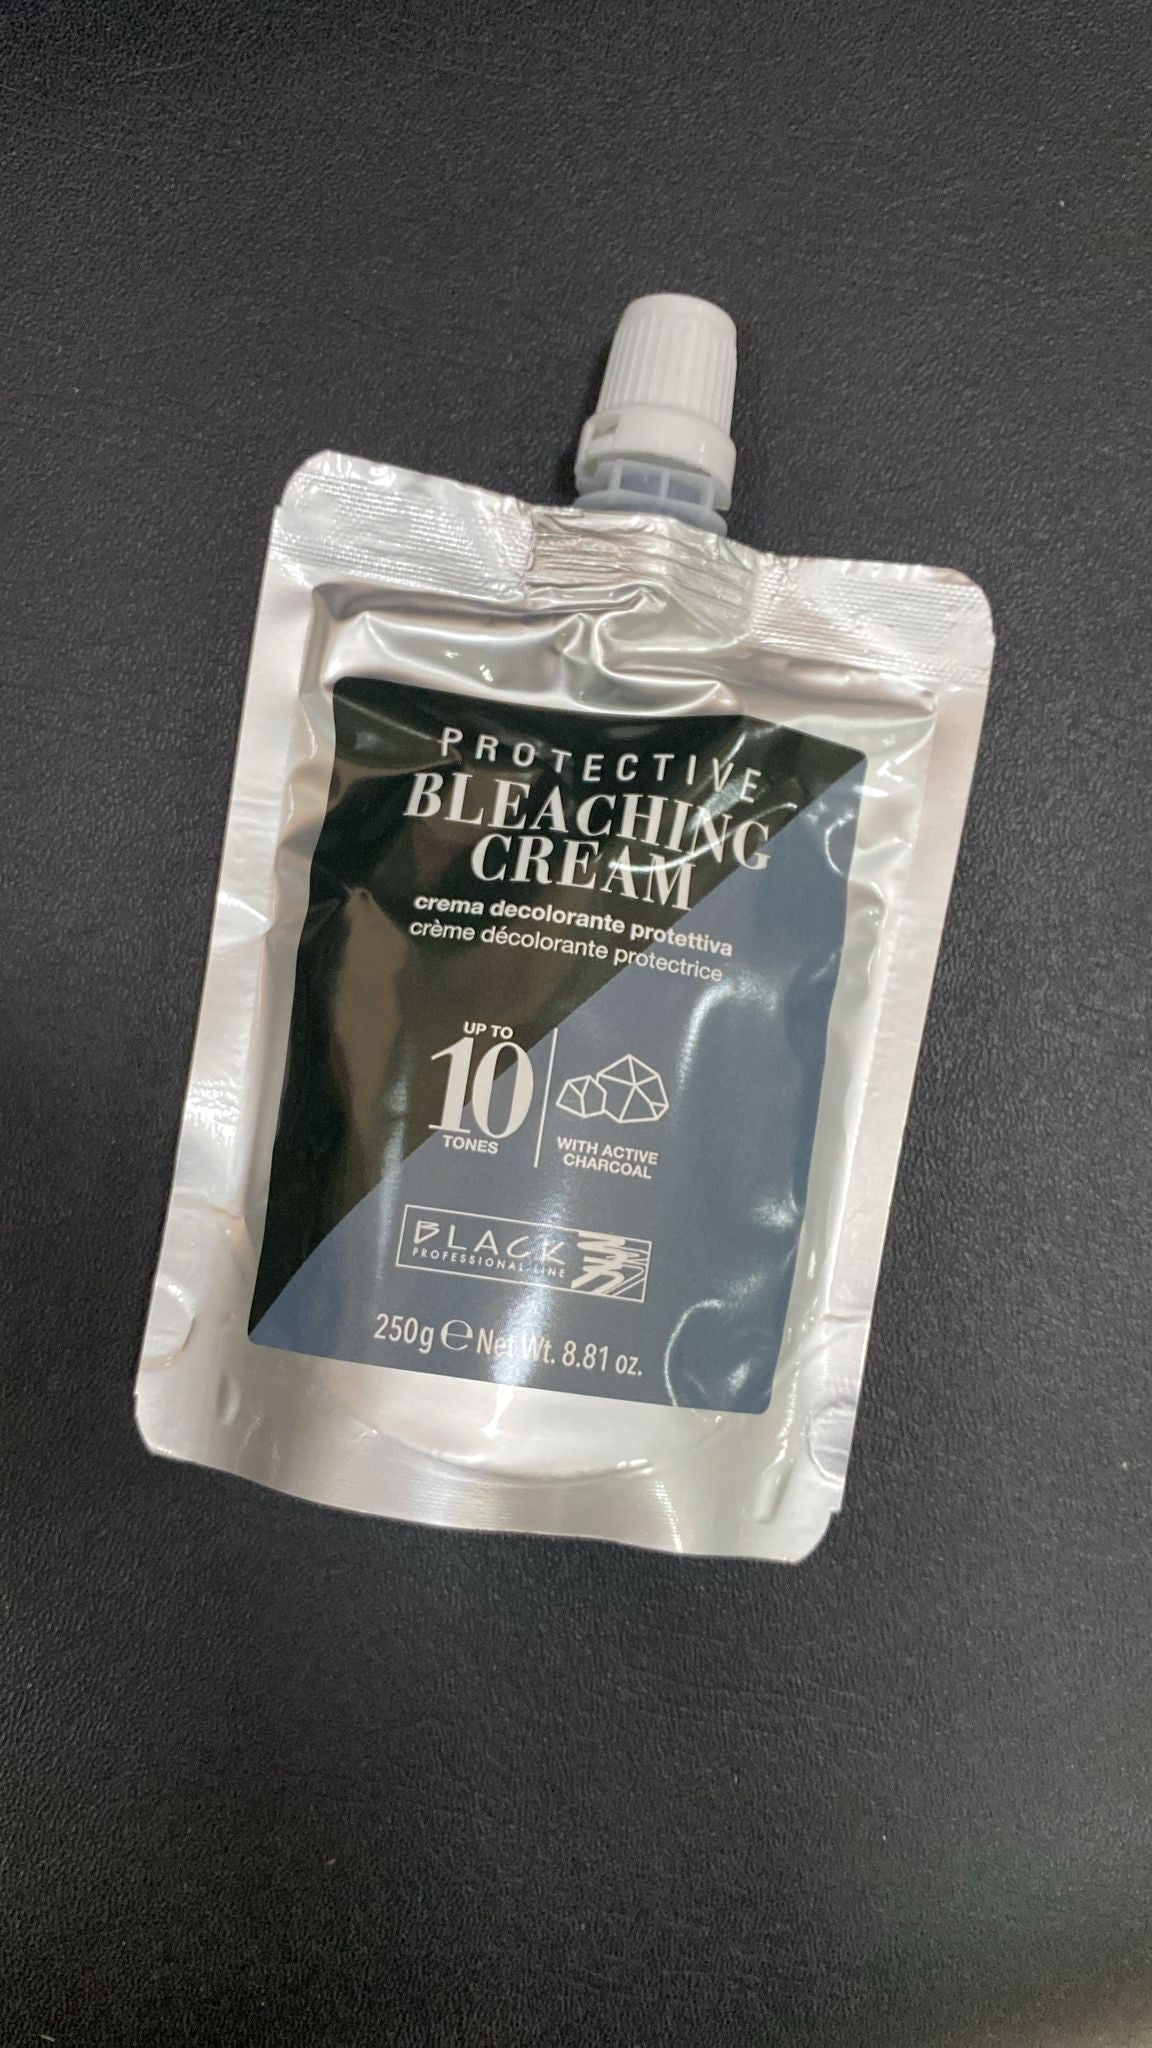 PROTECTIVE
BLEACHING
CREAM
crema decolorante protettiva
crème décolorante protectrice
UP TO
10
TONES
WITH ACTIVE
CHARCOAL
BLACK
PROFESSIONAL LINE
250g ℮ Net Wt. 8.81 oz.